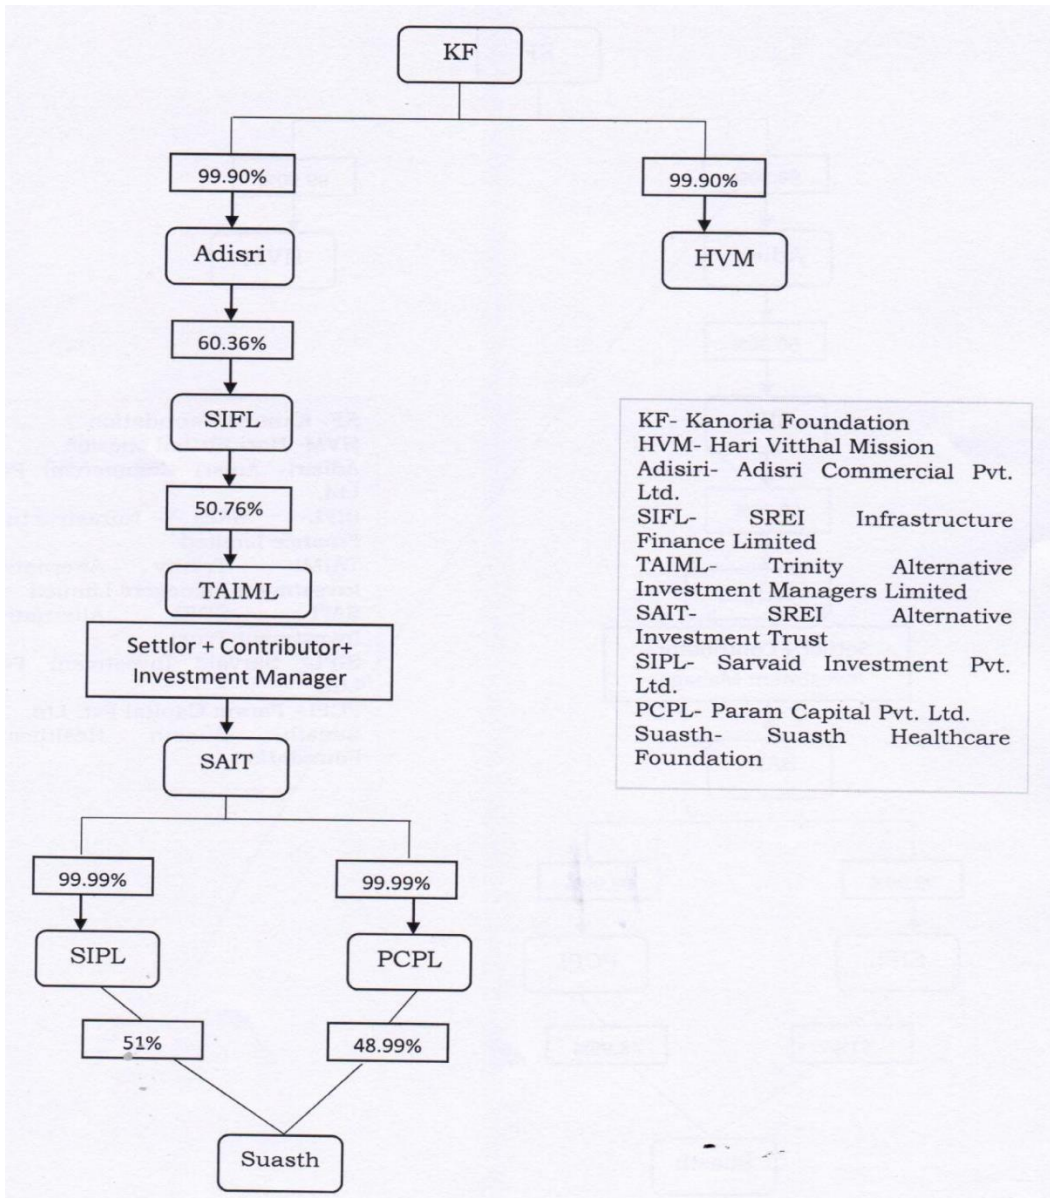 KF
99.90%
99.90%
Adisri
HVM
60.36%
SIFL
50.76%
TAIML
Settlor + Contributor+
Investment Manager
SAIT
99.99%
99.99%
SIPL
PCPL
51%
48.99%
Suasth
KF- Kanoria Foundation
HVM- Hari Vitthal Mission
Adisiri- Adisri Commercial Pvt.
Ltd.
SIFL- SREI Infrastructure
Finance Limited
TAIML- Trinity Alternative
Investment Managers Limited
SAIT- SREI Alternative
Investment Trust
SIPL- Sarvaid Investment Pvt.
Ltd.
PCPL- Param Capital Pvt. Ltd.
Suasth- Suasth Healthcare
Foundation